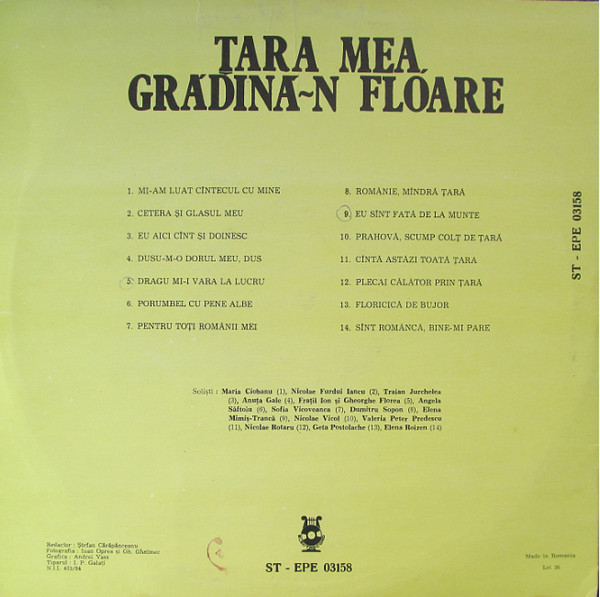 ȚARA MEA,
GRĂDINĂ~N FLOARE
1. MI-AM LUAT CÎNTECUL CU MINE
2. CETERA ȘI GLASUL MEU
3. EU AICI CÎNT ȘI DOINESC
4. DUSU-M-O DORUL MEU, DUS
5. DRAGU MI-I VARA LA LUCRU
6. PORUMBEL CU PENE ALBE
7. PENTRU TOȚI ROMÂNII MEI
8. ROMÂNIE, MÎNDRĂ ȚARĂ
9. EU SÎNT FATĂ DE LA MUNTE
10. PRAHOVĂ, SCUMP COLȚ DE ȚARĂ
11. CÎNTĂ ASTĂZI TOATĂ ȚARA
12. PLECAI CĂLĂTOR PRIN ȚARĂ
13. FLORICICĂ DE BUJOR
14. SÎNT ROMÂNCĂ, BINE-MI PARE
ST - EPE 03158
Soliști : Maria Ciobanu (1), Nicolae Furdui Iancu (2), Traian Jurchelea
(3), Anuța Gale (4), Frații Ion și Gheorghe Florea (5), Angela
Săftoiu (6), Sofia Vicoveanca (7), Dumitru Sopon (8), Elena
Mimiș-Trancă (9), Nicolae Vicol (10), Valeria Peter Predescu
(11), Nicolae Rotaru (12), Geta Postolache (13), Elena Roizen (14)
Redactor : Ștefan Cărăpănceanu
Fotografia : Ioan Oprea și Gh. Ghetmec
Grafica : Andrei Vass
Tiparul : I. P. Galați
N.I.I. 403/84
ST - EPE 03158
Made in Romania
Lei 26